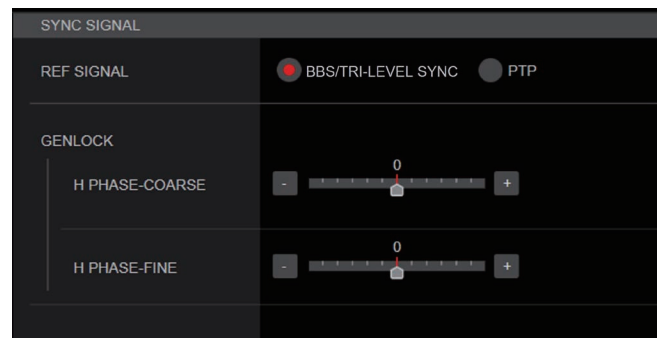 SYNC SIGNAL
REF SIGNAL BBS/TRI-LEVEL SYNC PTP
GENLOCK
0
H PHASE-COARSE - +
0
H PHASE-FINE - +